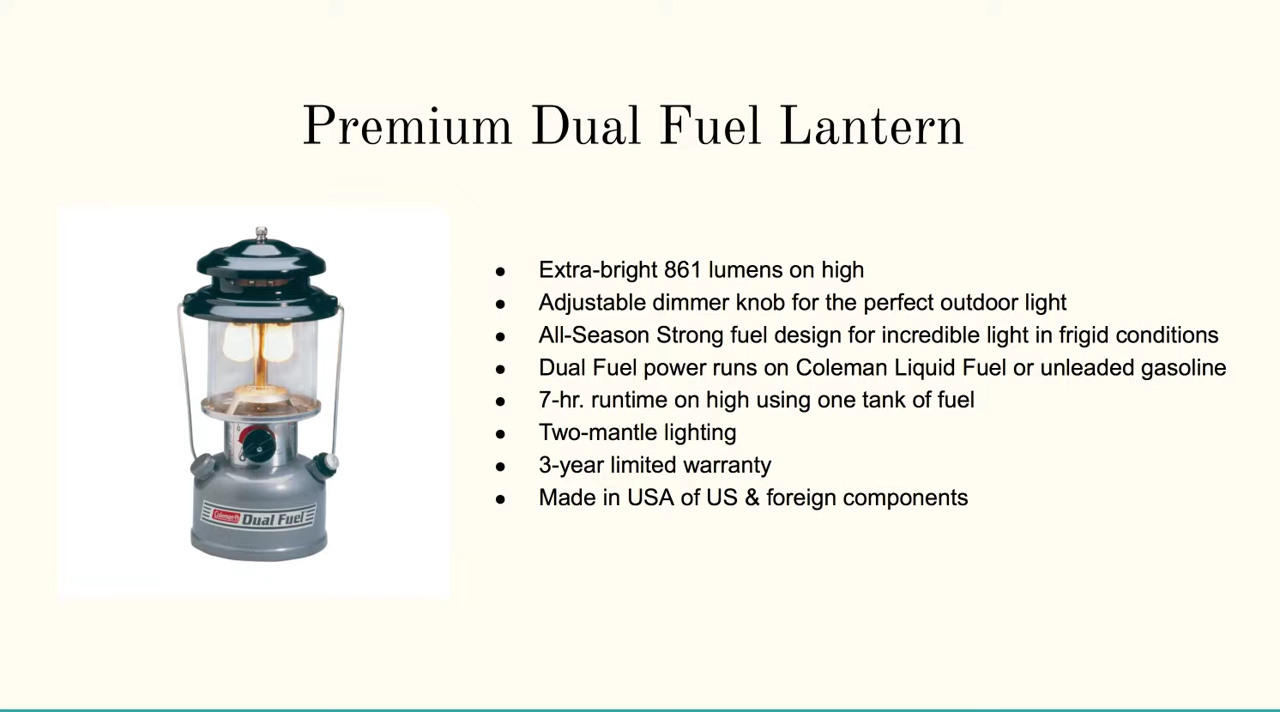 Premium Dual Fuel Lantern
Extra-bright 861 lumens on high
Adjustable dimmer knob for the perfect outdoor light
All-Season Strong fuel design for incredible light in frigid conditions
Dual Fuel power runs on Coleman Liquid Fuel or unleaded gasoline
7-hr. runtime on high using one tank of fuel
Two-mantle lighting
3-year limited warranty
Made in USA of US & foreign components
Coleman Dual Fuel